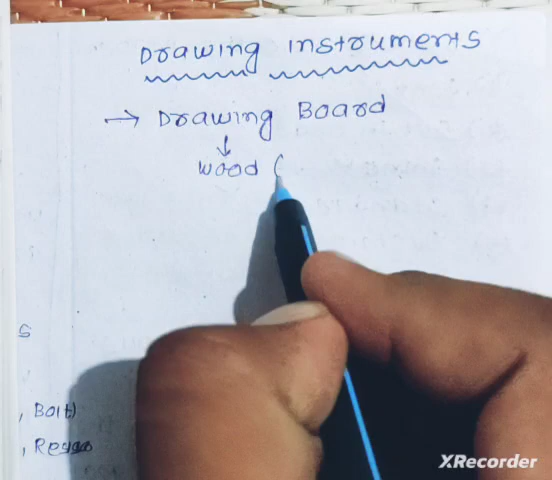 Drawing Instruments
→ Drawing Board
↓
Wood (
s
, Bolt)
XRecorder